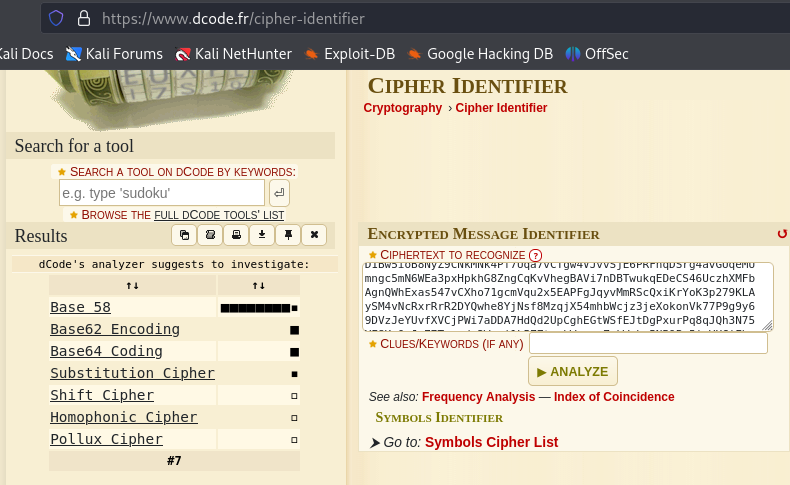 https://www.dcode.fr/cipher-identifier
Kali Docs Kali Forums Kali NetHunter Exploit-DB Google Hacking DB OffSec
CIPHER IDENTIFIER
Cryptography › Cipher Identifier
Search for a tool
SEARCH A TOOL ON DCODE BY KEYWORDS:
e.g. type 'sudoku'
BROWSE THE FULL DCODE TOOLS' LIST
Results
dCode's analyzer suggests to investigate:
↑↓ ↑↓
Base 58 ■■■■■■■■▪
Base62 Encoding ■
Base64 Coding ■
Substitution Cipher ▪
Shift Cipher ▫
Homophonic Cipher ▫
Pollux Cipher ▫
#7
ENCRYPTED MESSAGE IDENTIFIER
CIPHERTEXT TO RECOGNIZE ?
mngc5mN6WEa3pxHpkhG8ZngCqKvVhegBAVi7nDBTwukqEDeCS46UczhXMFb
AgnQWhExas547vCXho71gcmVqu2x5EAPFgJqyvMmRScQxiKrYoK3p279KLA
ySM4vNcRxrRrR2DYQwhe8YjNsf8MzqjX54mhbWcjz3jeXokonVk77P9g9y6
9DVzJeYUvfXVCjPWi7aDDA7HdQd2UpCghEGtWSfEJtDgPxurPq8qJQh3N75
CLUES/KEYWORDS (IF ANY)
▶ ANALYZE
See also: Frequency Analysis — Index of Coincidence
SYMBOLS IDENTIFIER
Go to: Symbols Cipher List